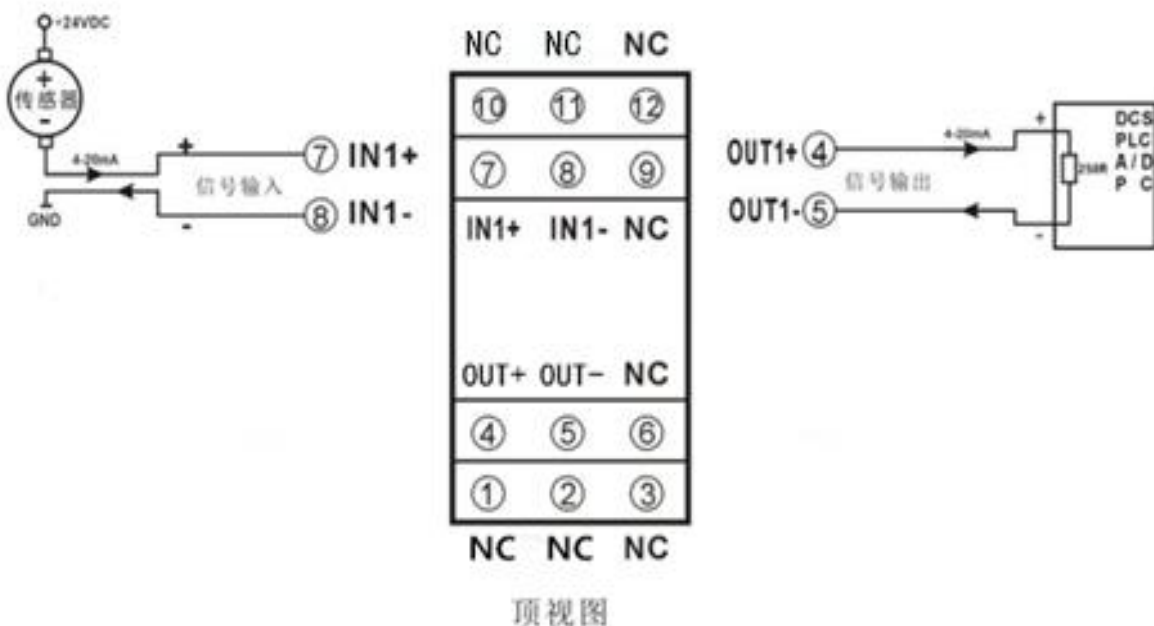 +24VDC
+
传感器
-
4-20mA
GND
+
信号输入
-
⑦ IN1+
⑧ IN1-
NC NC NC
⑩ ⑪ ⑫
⑦ ⑧ ⑨
IN1+ IN1- NC
OUT+ OUT- NC
④ ⑤ ⑥
① ② ③
NC NC NC
顶视图
OUT1+ ④
OUT1- ⑤
4-20mA
信号输出
+
-
250R
DCS
PLC
A/D
P C